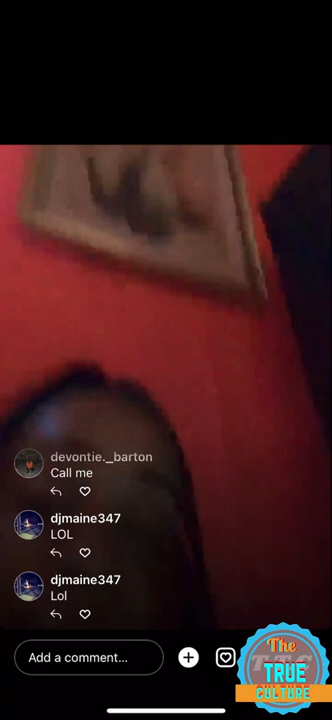 devontie._barton
Call me
djmaine347
LOL
djmaine347
Lol
Add a comment...
The
TRUE
CULTURE